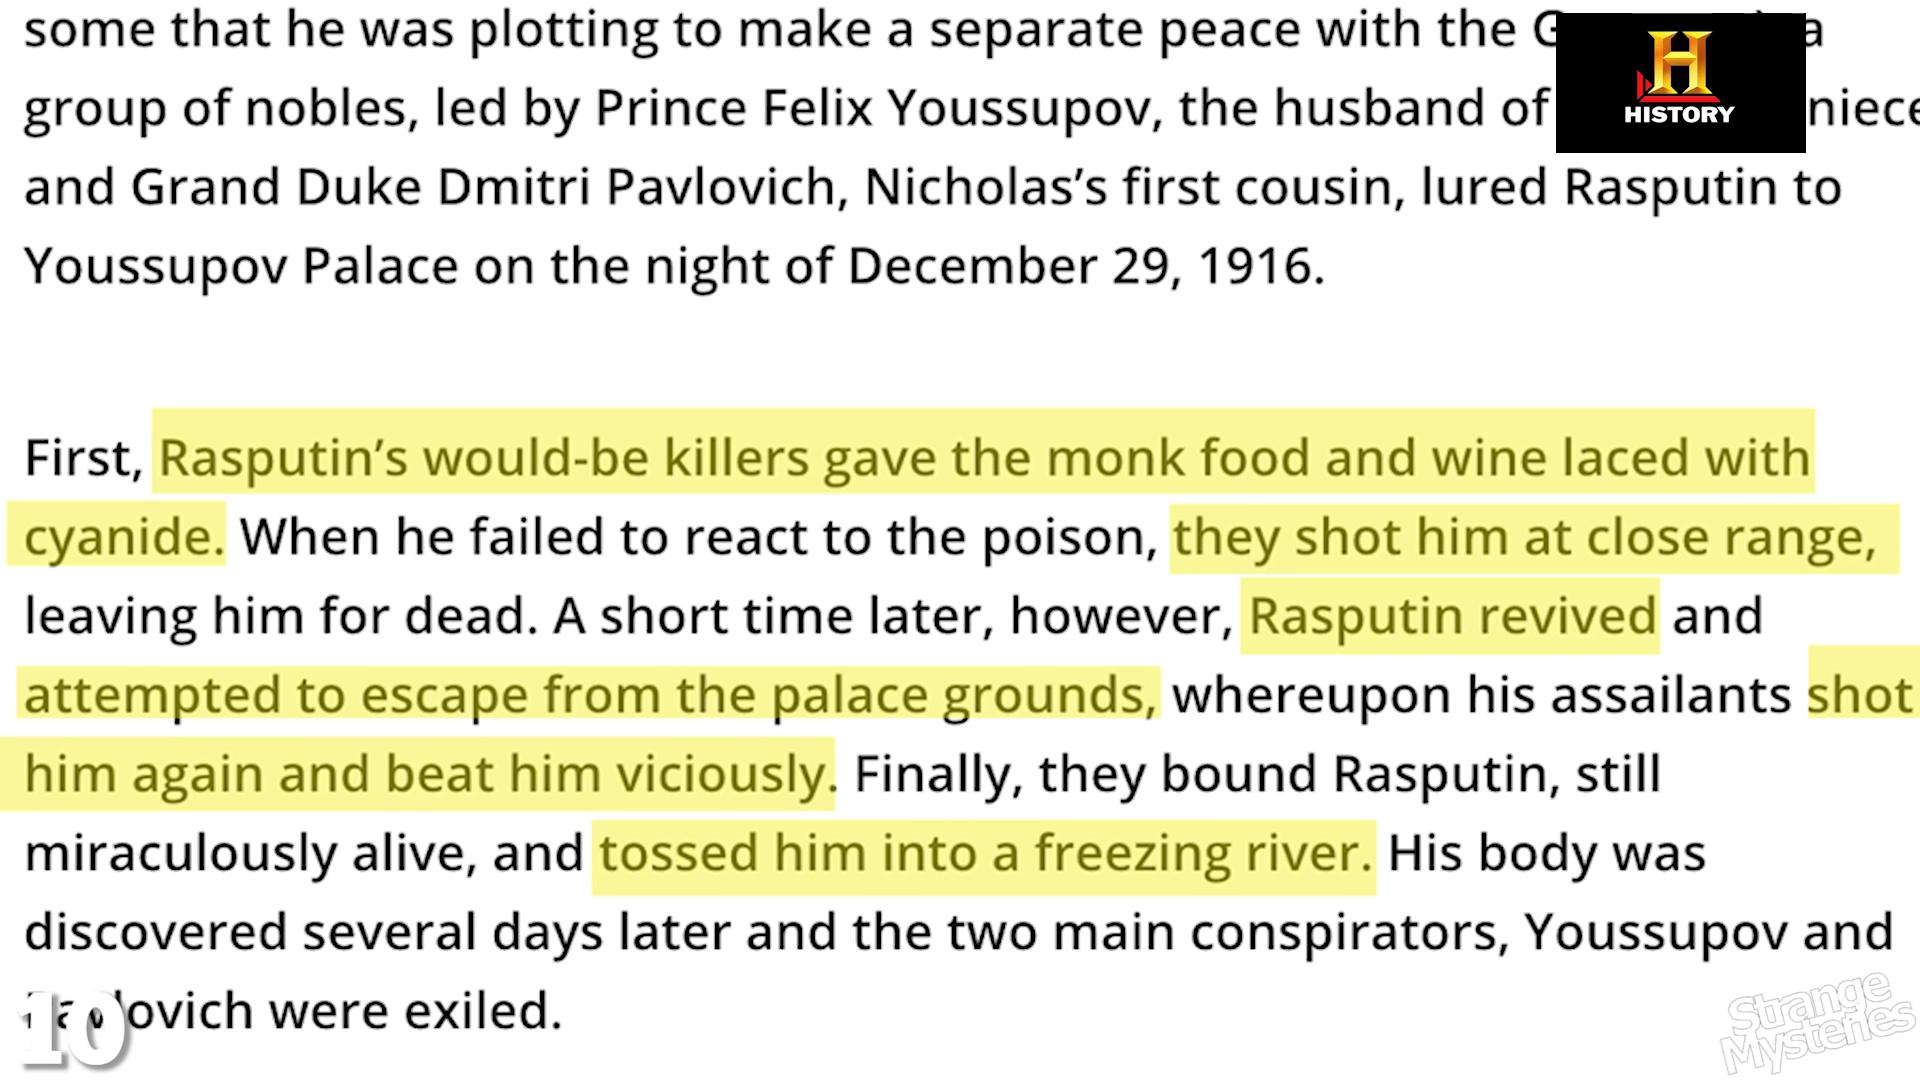 some that he was plotting to make a separate peace with the G a
group of nobles, led by Prince Felix Youssupov, the husband of niece
and Grand Duke Dmitri Pavlovich, Nicholas’s first cousin, lured Rasputin to
Youssupov Palace on the night of December 29, 1916.
H
HISTORY
First, Rasputin’s would-be killers gave the monk food and wine laced with
cyanide. When he failed to react to the poison, they shot him at close range,
leaving him for dead. A short time later, however, Rasputin revived and
attempted to escape from the palace grounds, whereupon his assailants shot
him again and beat him viciously. Finally, they bound Rasputin, still
miraculously alive, and tossed him into a freezing river. His body was
discovered several days later and the two main conspirators, Youssupov and
Pavlovich were exiled.
10
Strange
Mysteries